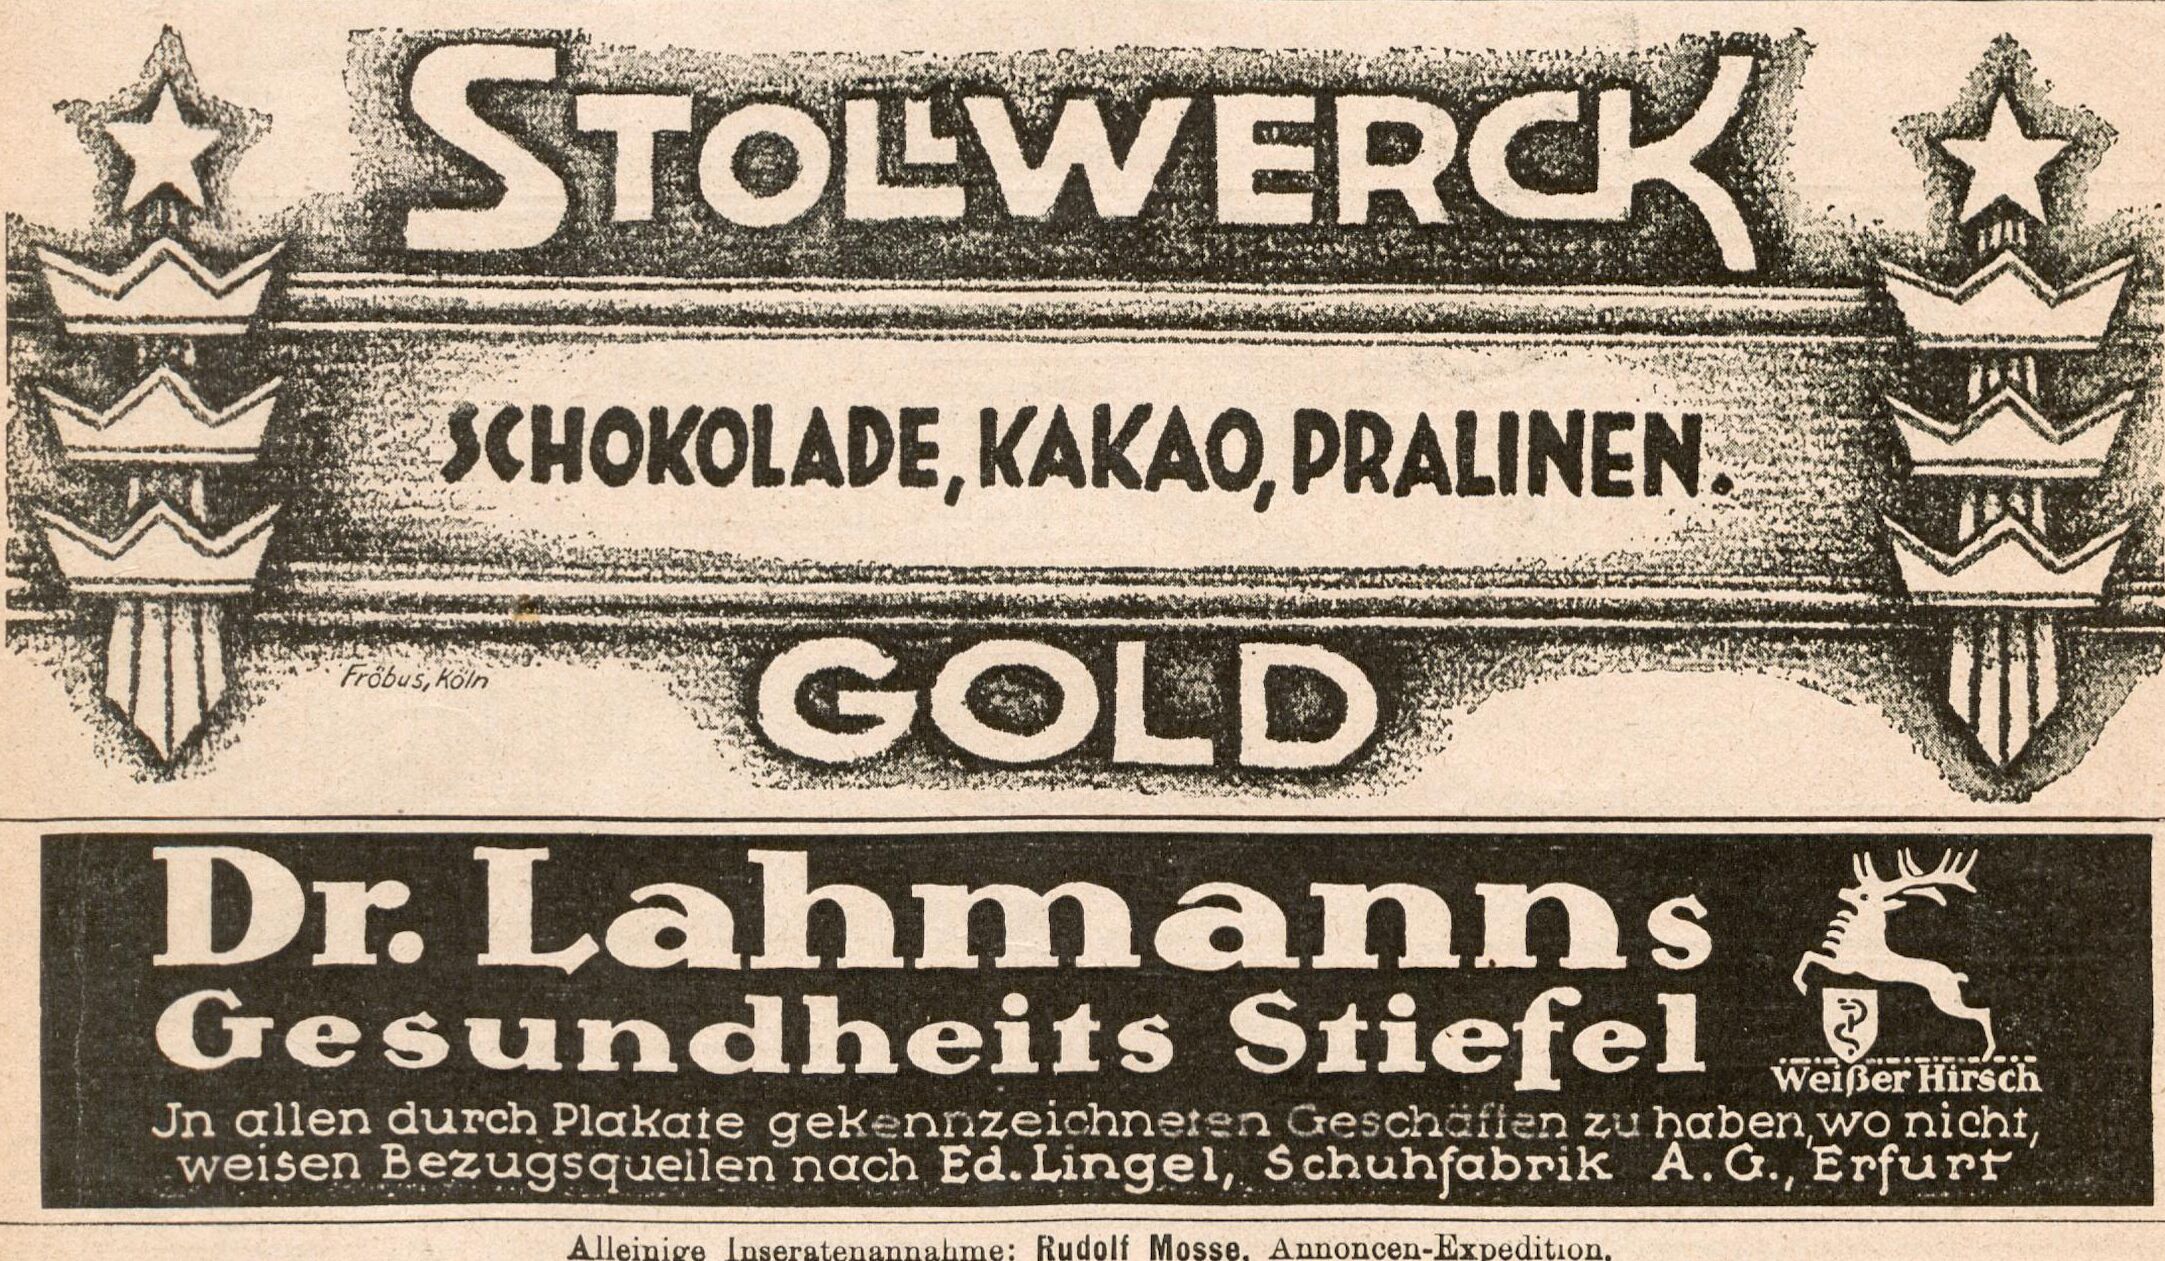 STOLLWERCK
SCHOKOLADE, KAKAO, PRALINEN.
Fröbus, Köln
GOLD
Dr. Lahmanns
Gesundheits Stiefel
Weißer Hirsch
Jn allen durch Plakate gekennzeichneten Geschäften zu haben, wo nicht,
weisen Bezugsquellen nach Ed. Lingel, Schuhfabrik A. G., Erfurt
Alleinige Inseratenannahme: Rudolf Mosse, Annoncen-Expedition,